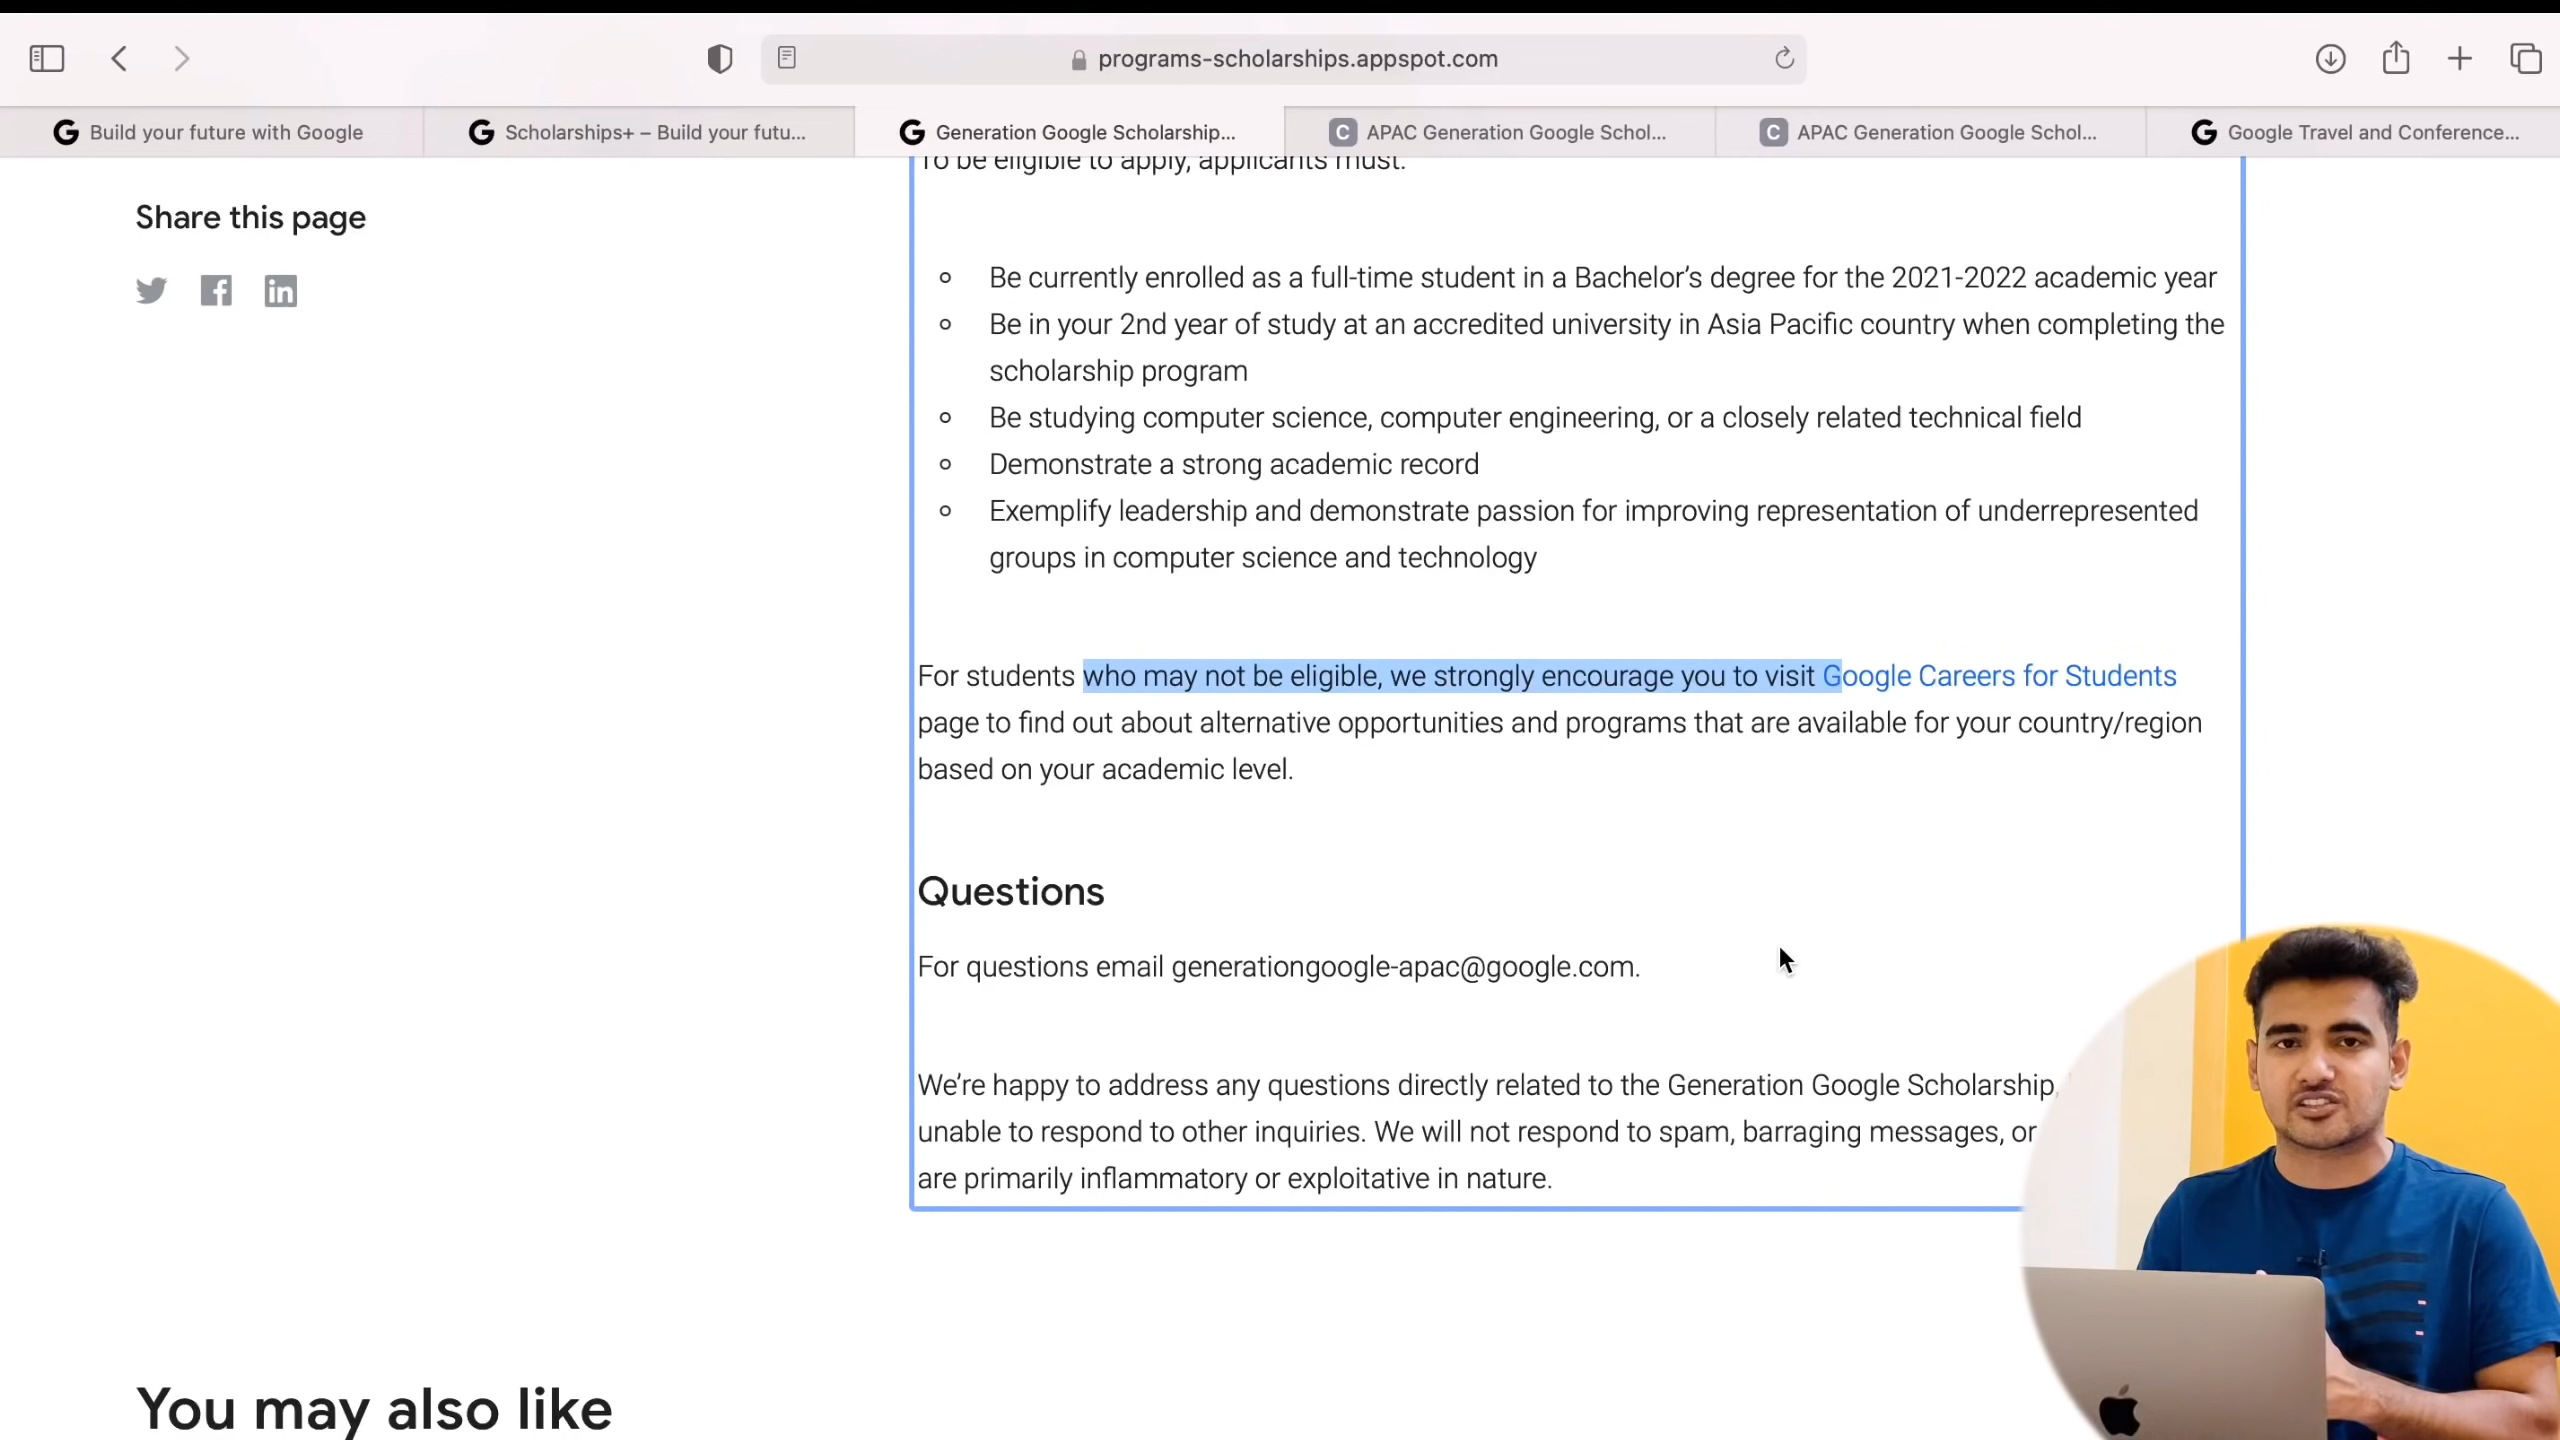 programs-scholarships.appspot.com
Build your future with Google
Scholarships+ – Build your futu...
Generation Google Scholarship...
APAC Generation Google Schol...
APAC Generation Google Schol...
Google Travel and Conference...
To be eligible to apply, applicants must:
Share this page
Be currently enrolled as a full-time student in a Bachelor’s degree for the 2021-2022 academic year
Be in your 2nd year of study at an accredited university in Asia Pacific country when completing the
scholarship program
Be studying computer science, computer engineering, or a closely related technical field
Demonstrate a strong academic record
Exemplify leadership and demonstrate passion for improving representation of underrepresented
groups in computer science and technology
For students who may not be eligible, we strongly encourage you to visit Google Careers for Students
page to find out about alternative opportunities and programs that are available for your country/region
based on your academic level.
Questions
For questions email generationgoogle-apac@google.com.
We’re happy to address any questions directly related to the Generation Google Scholarship,
unable to respond to other inquiries. We will not respond to spam, barraging messages, or
are primarily inflammatory or exploitative in nature.
You may also like